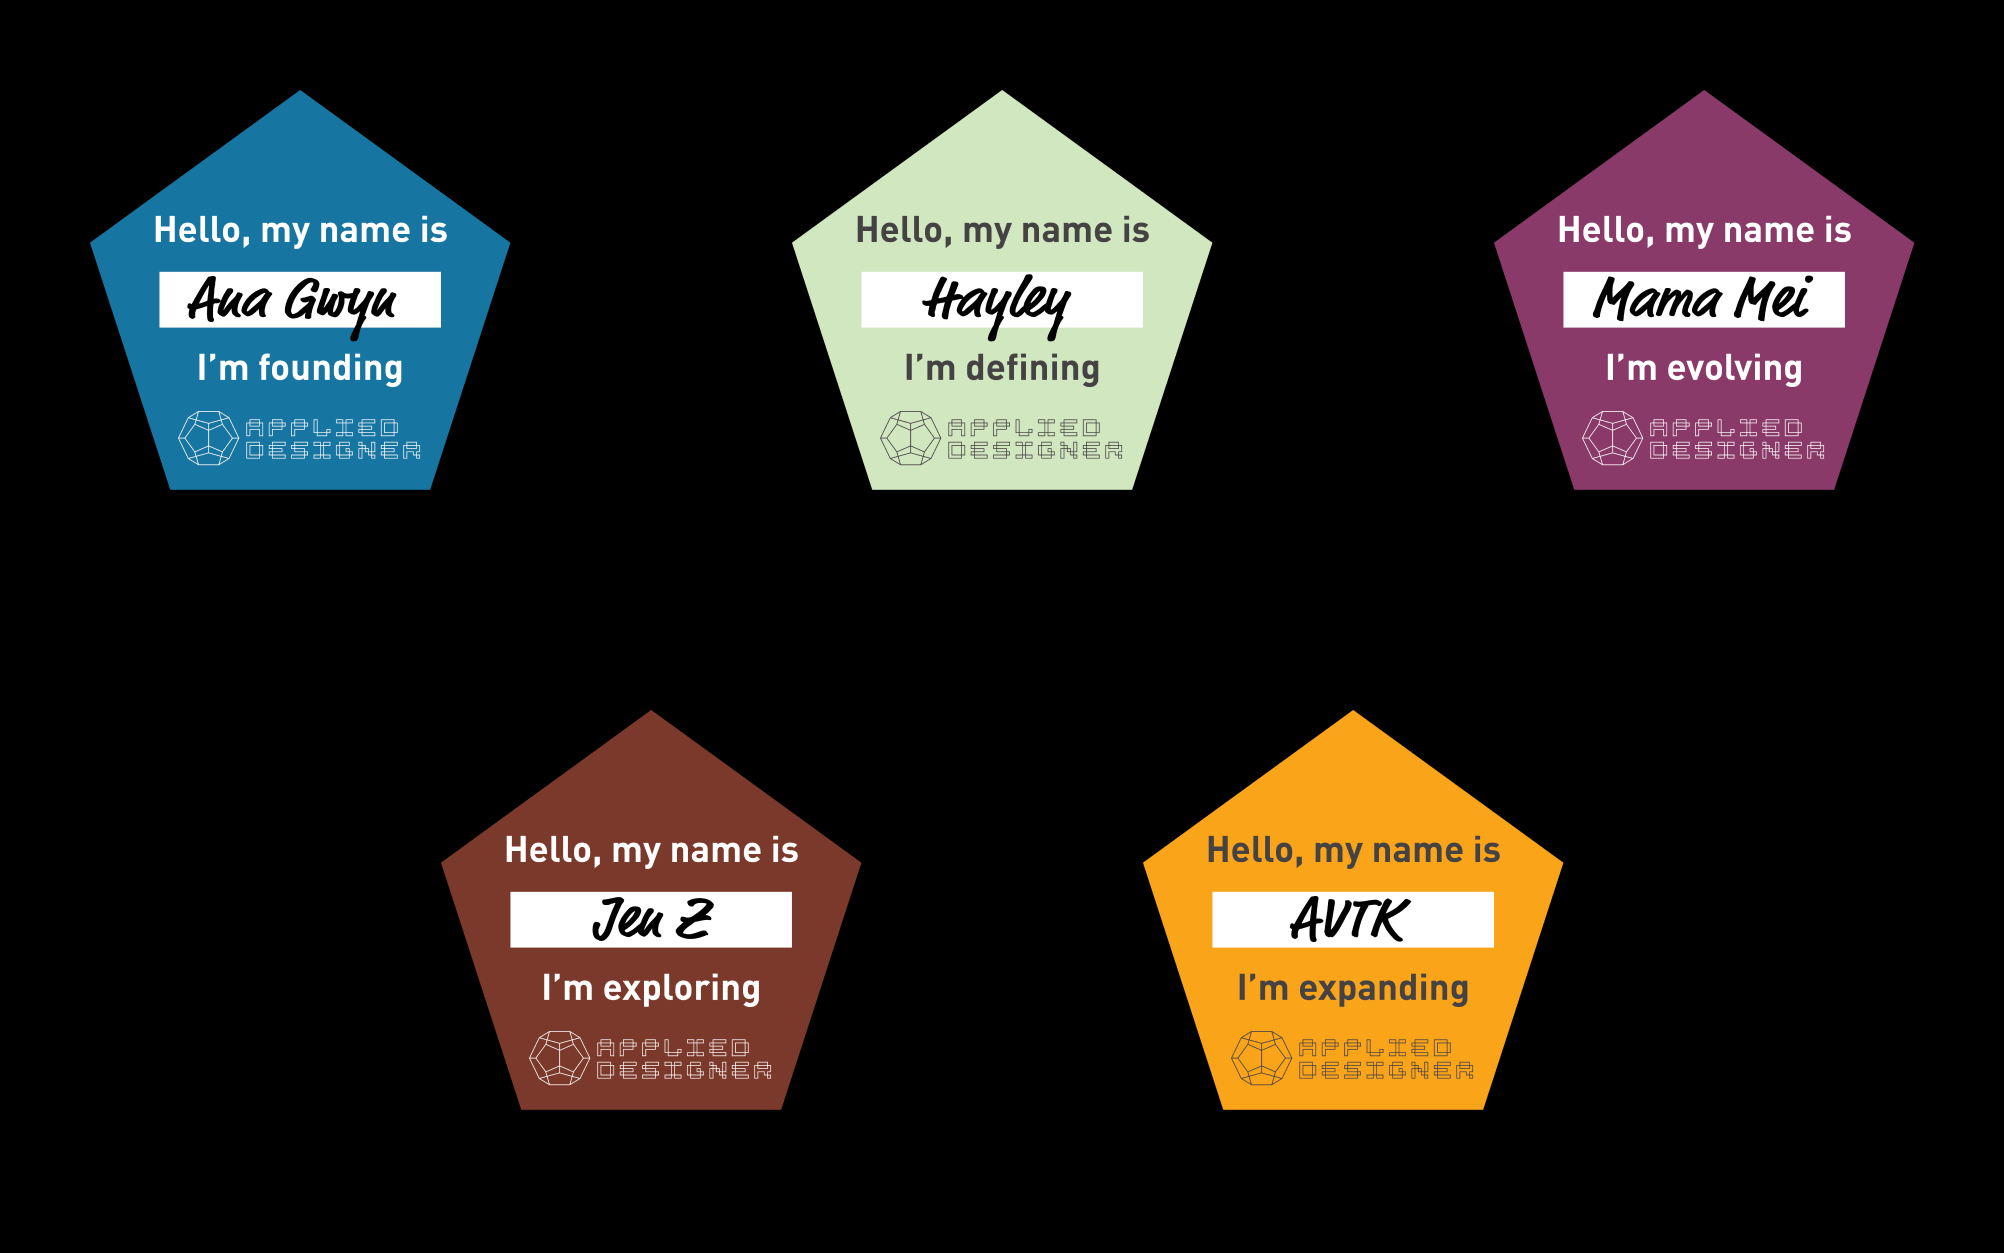 Hello, my name is
Ana Gwyn
I'm founding
APPLIED
DESIGNER
Hello, my name is
Hayley
I'm defining
APPLIED
DESIGNER
Hello, my name is
Mama Mei
I'm evolving
APPLIED
DESIGNER
Hello, my name is
Jen Z
I'm exploring
APPLIED
DESIGNER
Hello, my name is
AVTK
I'm expanding
APPLIED
DESIGNER